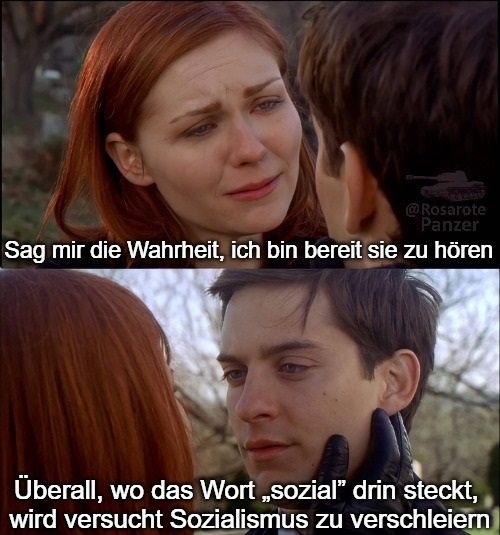 @Rosarote
Panzer
Sag mir die Wahrheit, ich bin bereit sie zu hören
Überall, wo das Wort „sozial” drin steckt,
wird versucht Sozialismus zu verschleiern